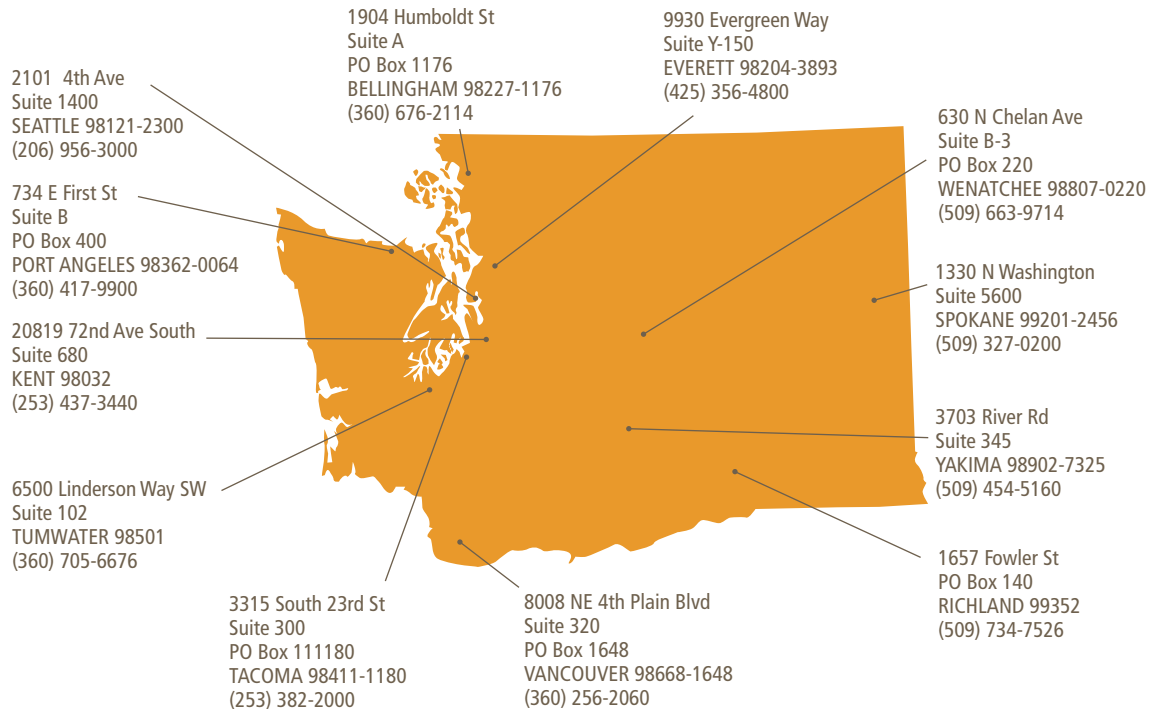 1904 Humboldt St
Suite A
PO Box 1176
BELLINGHAM 98227-1176
(360) 676-2114
9930 Evergreen Way
Suite Y-150
EVERETT 98204-3893
(425) 356-4800
2101 4th Ave
Suite 1400
SEATTLE 98121-2300
(206) 956-3000
630 N Chelan Ave
Suite B-3
PO Box 220
WENATCHEE 98807-0220
(509) 663-9714
734 E First St
Suite B
PO Box 400
PORT ANGELES 98362-0064
(360) 417-9900
1330 N Washington
Suite 5600
SPOKANE 99201-2456
(509) 327-0200
20819 72nd Ave South
Suite 680
KENT 98032
(253) 437-3440
3703 River Rd
Suite 345
YAKIMA 98902-7325
(509) 454-5160
6500 Linderson Way SW
Suite 102
TUMWATER 98501
(360) 705-6676
1657 Fowler St
PO Box 140
RICHLAND 99352
(509) 734-7526
3315 South 23rd St
Suite 300
PO Box 111180
TACOMA 98411-1180
(253) 382-2000
8008 NE 4th Plain Blvd
Suite 320
PO Box 1648
VANCOUVER 98668-1648
(360) 256-2060